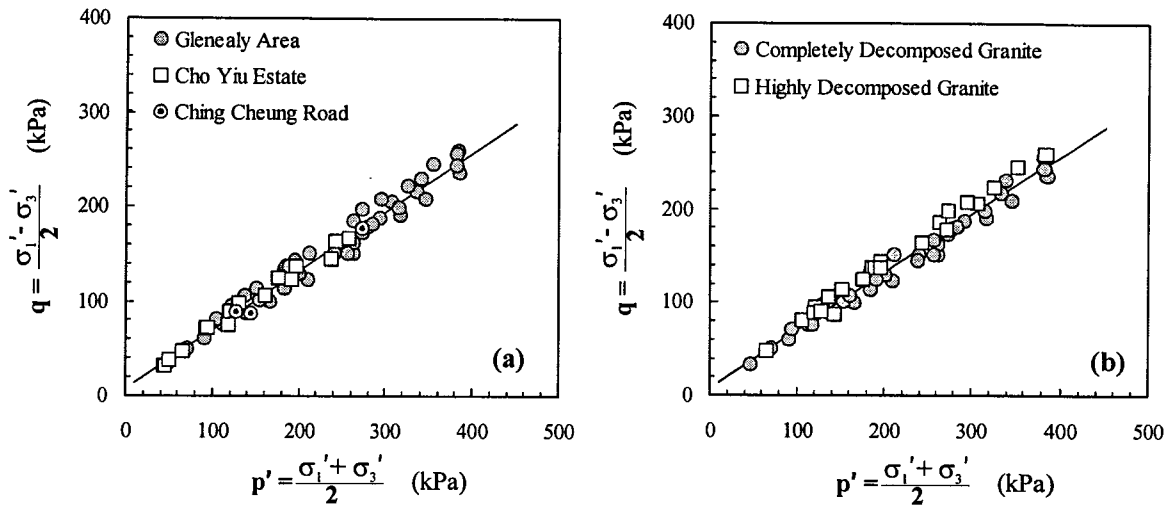 400
300
200
100
0
q = (σ₁' - σ₃')/2 (kPa)
Glenealy Area
Cho Yiu Estate
Ching Cheung Road
(a)
0 100 200 300 400 500
p' = (σ₁' + σ₃')/2 (kPa)
400
300
200
100
0
q = (σ₁' - σ₃')/2 (kPa)
Completely Decomposed Granite
Highly Decomposed Granite
(b)
0 100 200 300 400 500
p' = (σ₁' + σ₃')/2 (kPa)